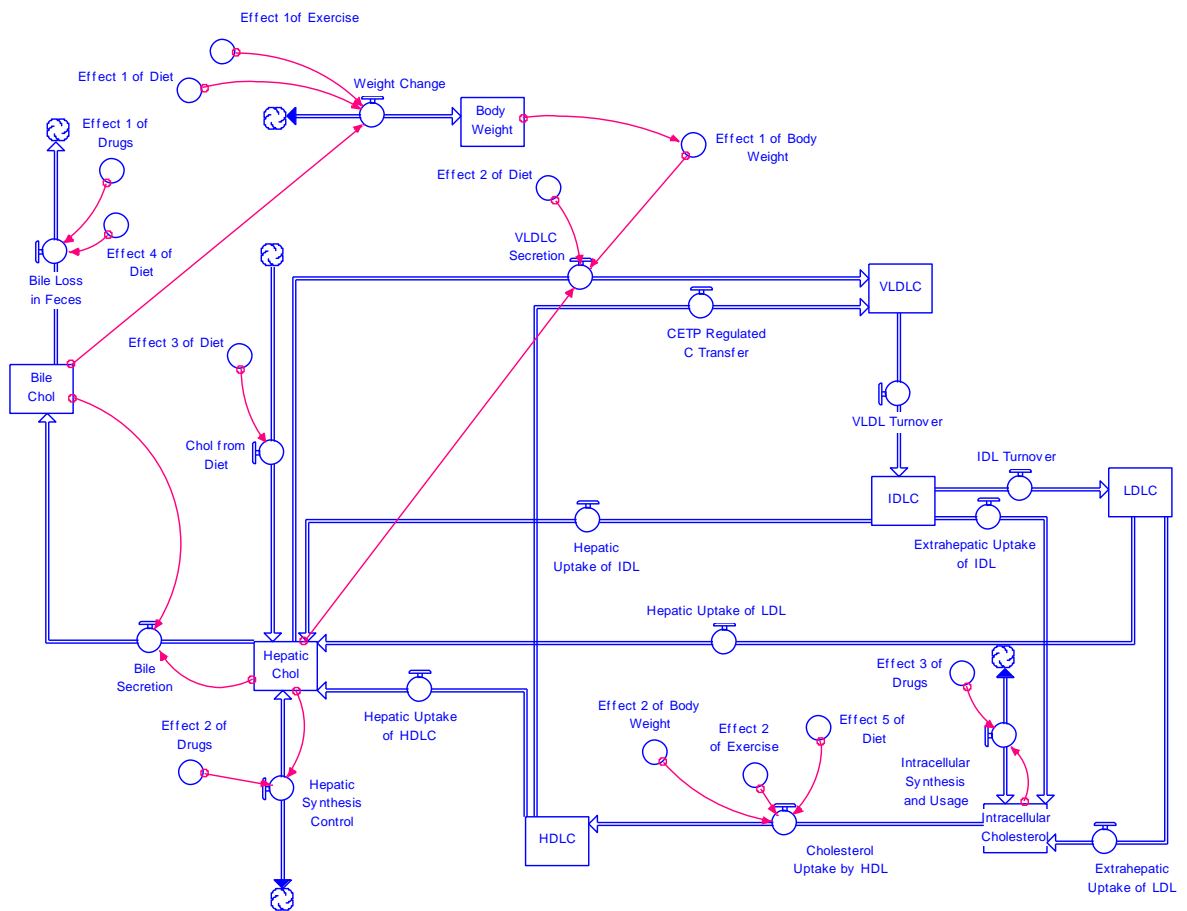 Effect 1of Exercise
Effect 1 of Diet
Weight Change
Body
Weight
Effect 1 of
Drugs
Effect 1 of Body
Weight
Effect 2 of Diet
Effect 4 of
Diet
VLDLC
Secretion
Bile Loss
in Feces
VLDLC
CETP Regulated
C Transfer
Effect 3 of Diet
Bile
Chol
VLDL Turnover
Chol from
Diet
IDL Turnover
IDLC
LDLC
Hepatic
Uptake of IDL
Extrahepatic Uptake
of IDL
Hepatic Uptake of LDL
Hepatic
Chol
Bile
Secretion
Effect 3 of
Drugs
Effect 2 of
Drugs
Hepatic Uptake
of HDLC
Effect 2 of Body
Weight
Effect 2
of Exercise
Effect 5 of
Diet
Intracellular
Synthesis
and Usage
Hepatic
Synthesis
Control
HDLC
Intracellular
Cholesterol
Cholesterol
Uptake by HDL
Extrahepatic
Uptake of LDL